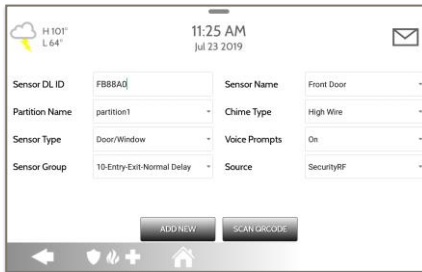 H 101°
L 64°
11:25 AM
Jul 23 2019
Sensor DL ID FB88A0 Sensor Name Front Door
Partition Name partition1 Chime Type High Wire
Sensor Type Door/Window Voice Prompts On
Sensor Group 10-Entry-Exit-Normal Delay Source SecurityRF
ADD NEW SCAN QRCODE